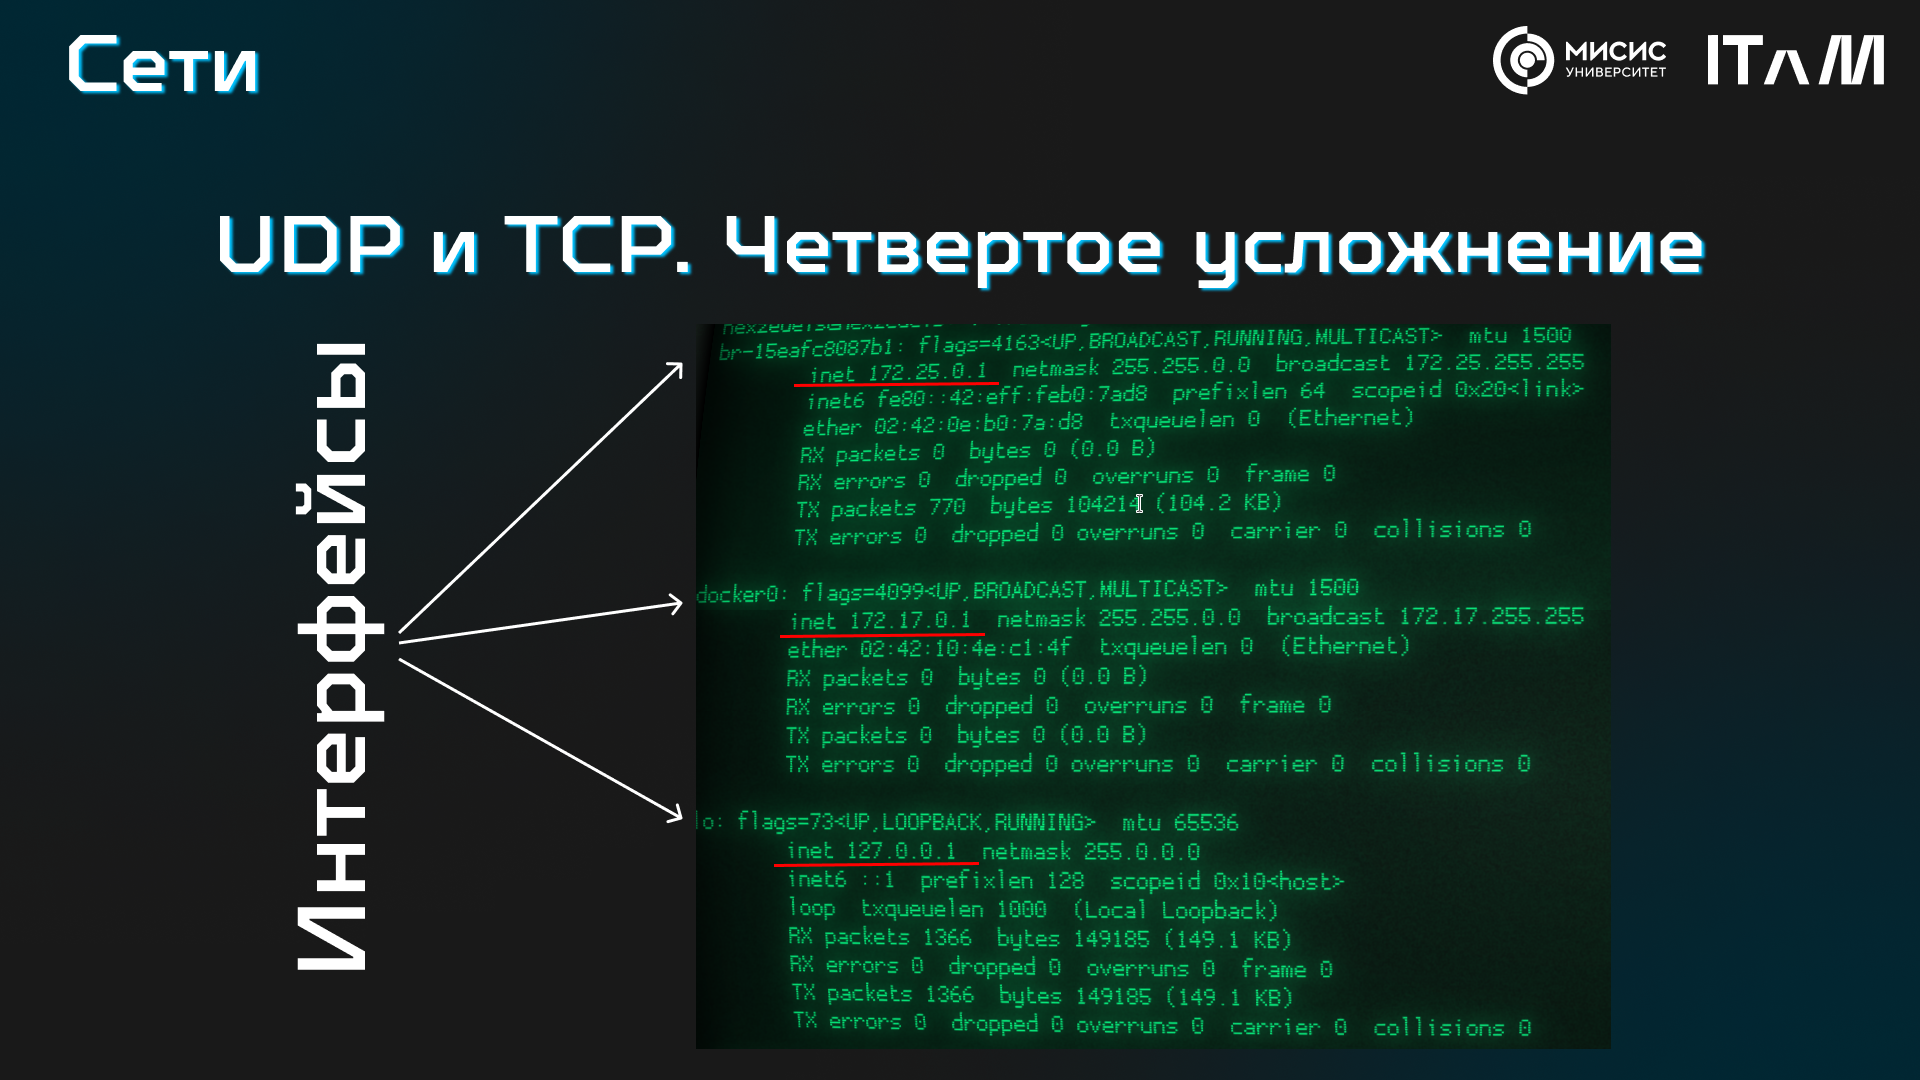 Сети
МИСИС
УНИВЕРСИТЕТ
ITAM
UDP и TCP. Четвертое усложнение
Интерфейсы
br-15eafc8087b1: flags=4163<UP,BROADCAST,RUNNING,MULTICAST> mtu 1500
inet 172.25.0.1 netmask 255.255.0.0 broadcast 172.25.255.255
inet6 fe80::42:eff:feb0:7ad8 prefixlen 64 scopeid 0x20<link>
ether 02:42:0e:b0:7a:d8 txqueuelen 0 (Ethernet)
RX packets 0 bytes 0 (0.0 B)
RX errors 0 dropped 0 overruns 0 frame 0
TX packets 770 bytes 104214 (104.2 KB)
TX errors 0 dropped 0 overruns 0 carrier 0 collisions 0
docker0: flags=4099<UP,BROADCAST,MULTICAST> mtu 1500
inet 172.17.0.1 netmask 255.255.0.0 broadcast 172.17.255.255
ether 02:42:10:4e:c1:4f txqueuelen 0 (Ethernet)
RX packets 0 bytes 0 (0.0 B)
RX errors 0 dropped 0 overruns 0 frame 0
TX packets 0 bytes 0 (0.0 B)
TX errors 0 dropped 0 overruns 0 carrier 0 collisions 0
lo: flags=73<UP,LOOPBACK,RUNNING> mtu 65536
inet 127.0.0.1 netmask 255.0.0.0
inet6 ::1 prefixlen 128 scopeid 0x10<host>
loop txqueuelen 1000 (Local Loopback)
RX packets 1366 bytes 149185 (149.1 KB)
RX errors 0 dropped 0 overruns 0 frame 0
TX packets 1366 bytes 149185 (149.1 KB)
TX errors 0 dropped 0 overruns 0 carrier 0 collisions 0